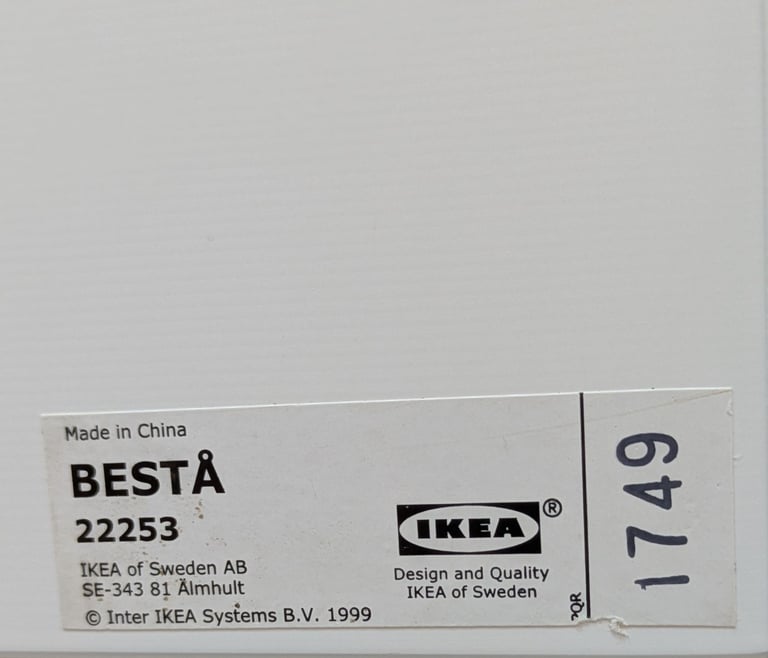 Made in China
BESTÅ
22253
IKEA of Sweden AB
SE-343 81 Älmhult
© Inter IKEA Systems B.V. 1999
IKEA®
Design and Quality
IKEA of Sweden
1749